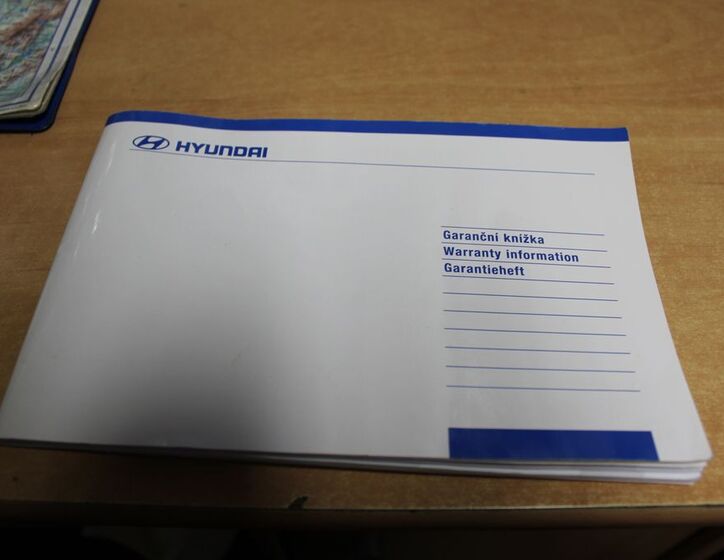 HYUNDAI
Garanční knížka
Warranty information
Garantieheft